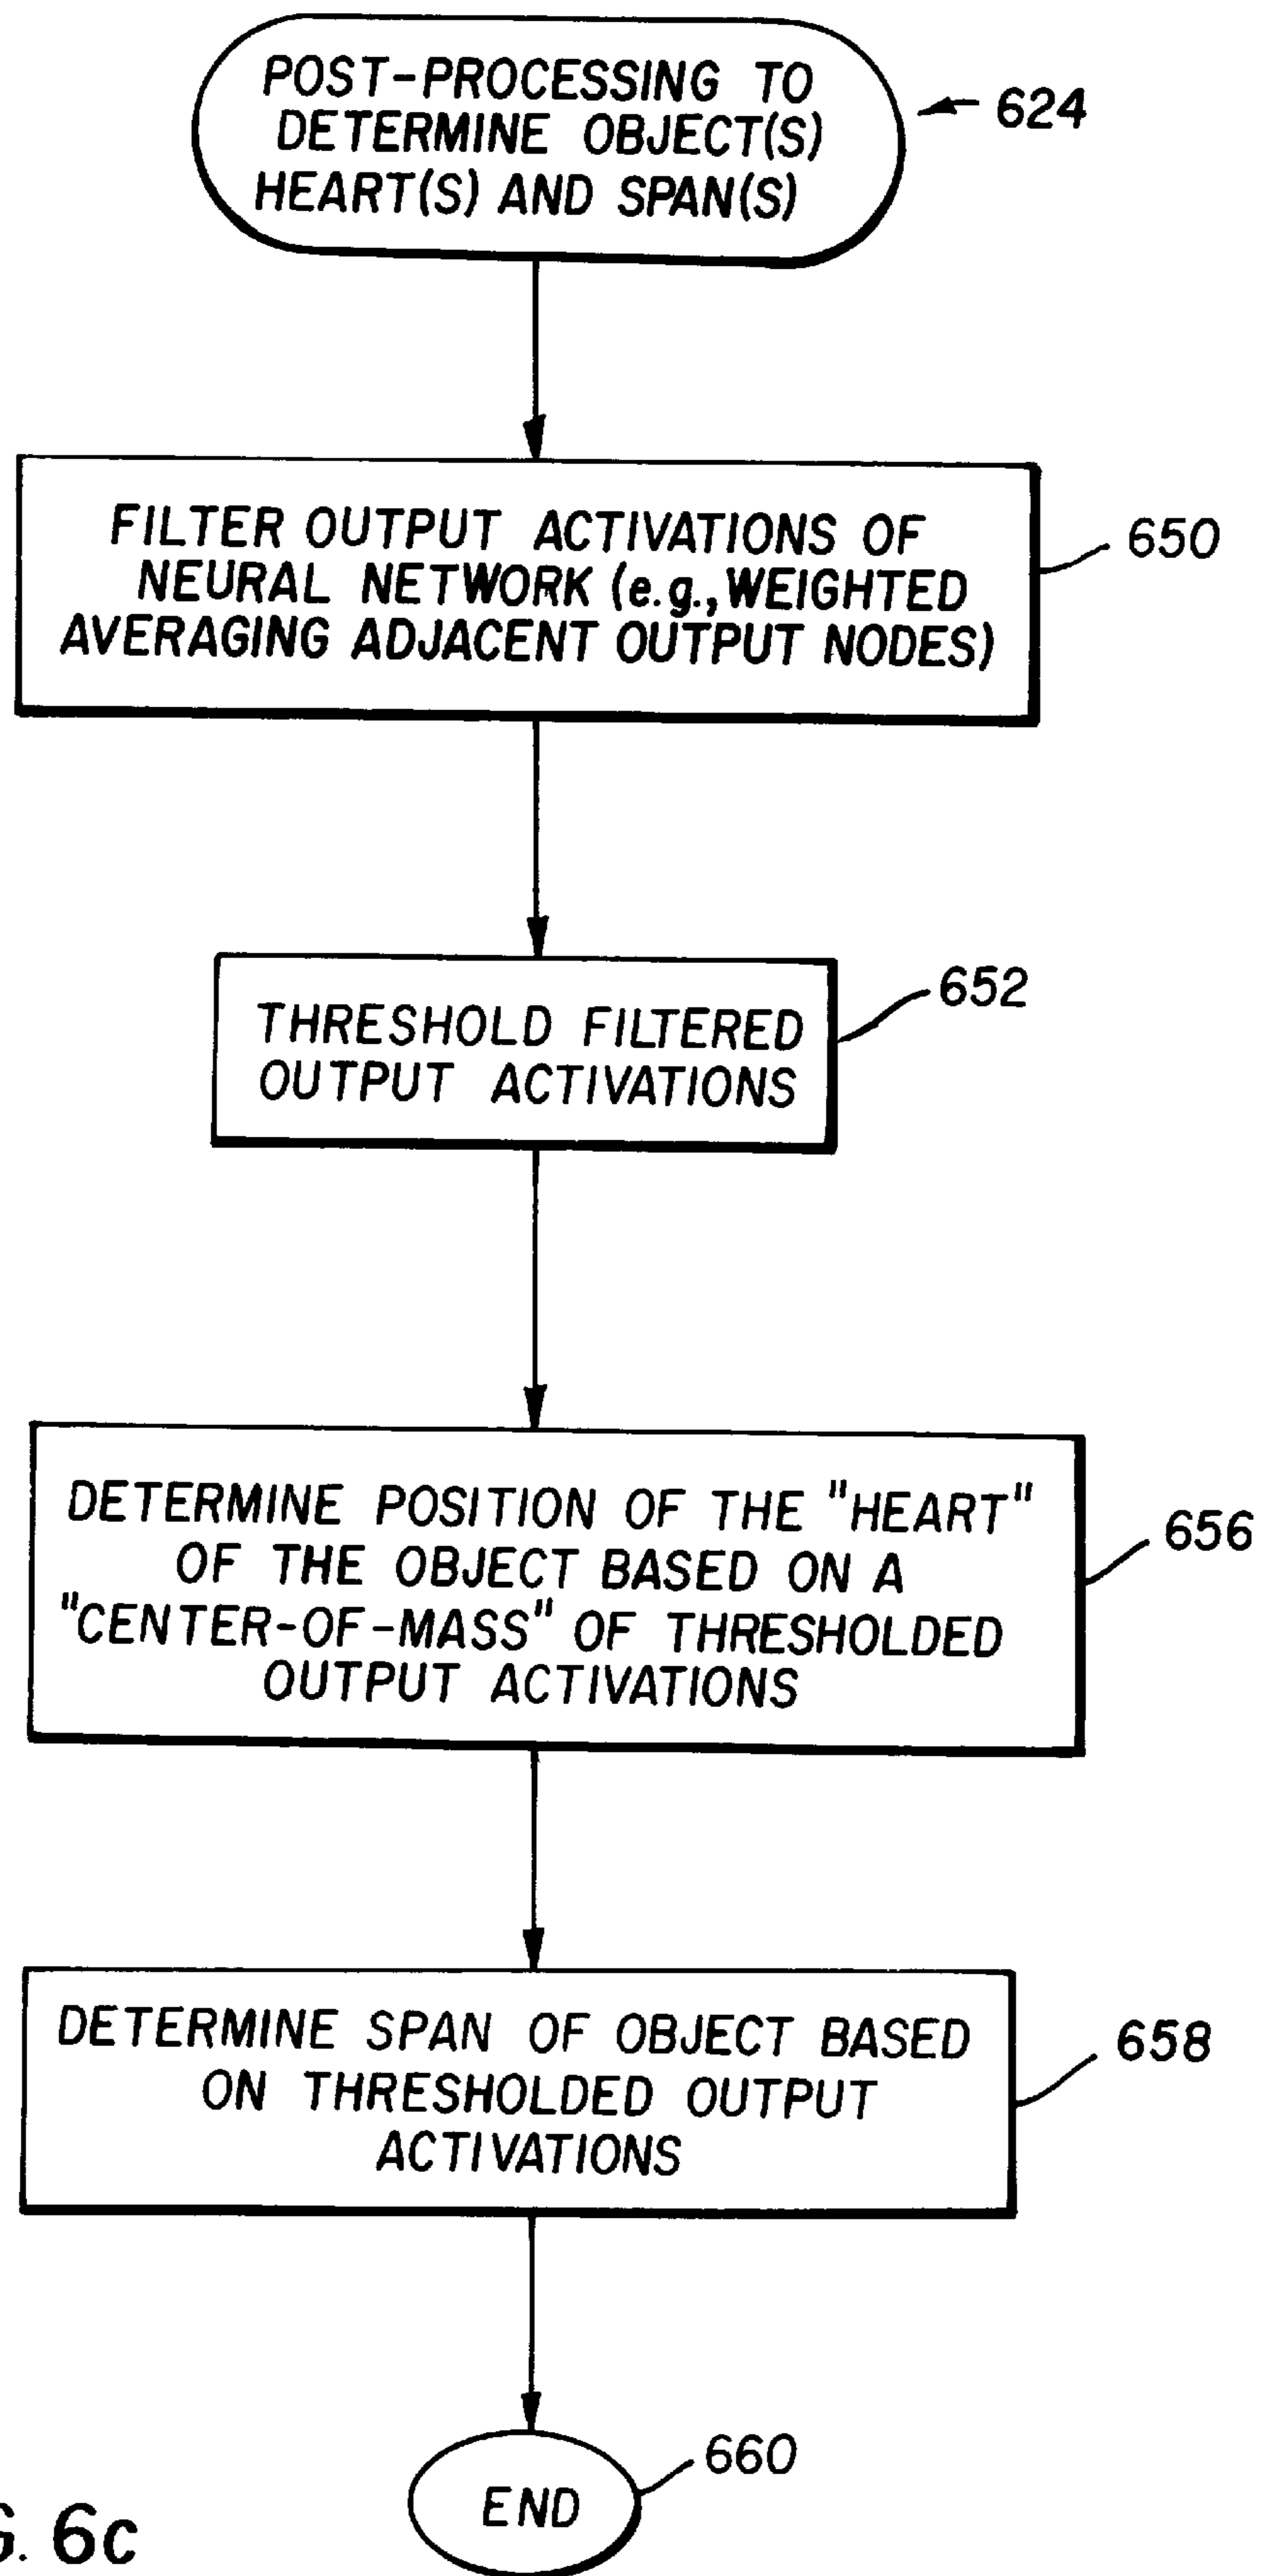 POST-PROCESSING TO
DETERMINE OBJECT(S)
HEART(S) AND SPAN(S)
624
FILTER OUTPUT ACTIVATIONS OF
NEURAL NETWORK (e.g., WEIGHTED
AVERAGING ADJACENT OUTPUT NODES)
650
THRESHOLD FILTERED
OUTPUT ACTIVATIONS
652
DETERMINE POSITION OF THE "HEART"
OF THE OBJECT BASED ON A
"CENTER-OF-MASS" OF THRESHOLDED
OUTPUT ACTIVATIONS
656
DETERMINE SPAN OF OBJECT BASED
ON THRESHOLDED OUTPUT
ACTIVATIONS
658
END
660
G. 6c